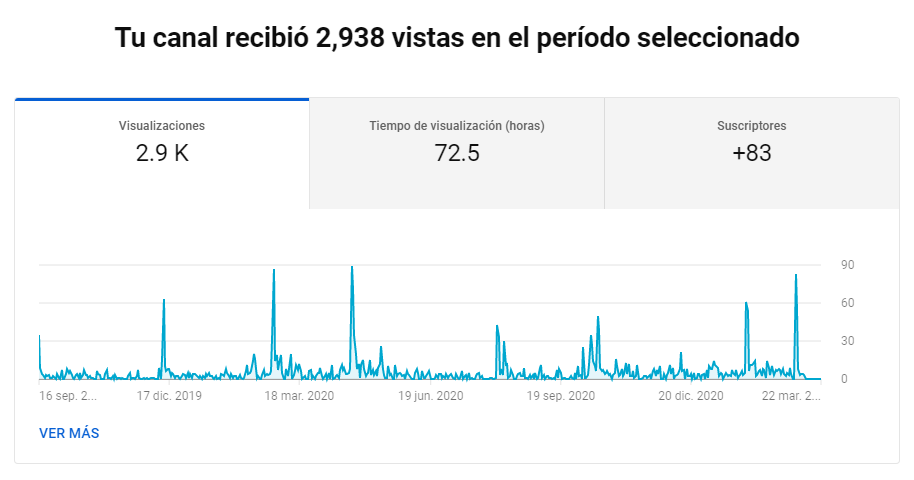 Tu canal recibió 2,938 vistas en el período seleccionado
Visualizaciones
2.9 K
Tiempo de visualización (horas)
72.5
Suscriptores
+83
90
60
30
0
16 sep. 2... 17 dic. 2019 18 mar. 2020 19 jun. 2020 19 sep. 2020 20 dic. 2020 22 mar. 2...
VER MÁS